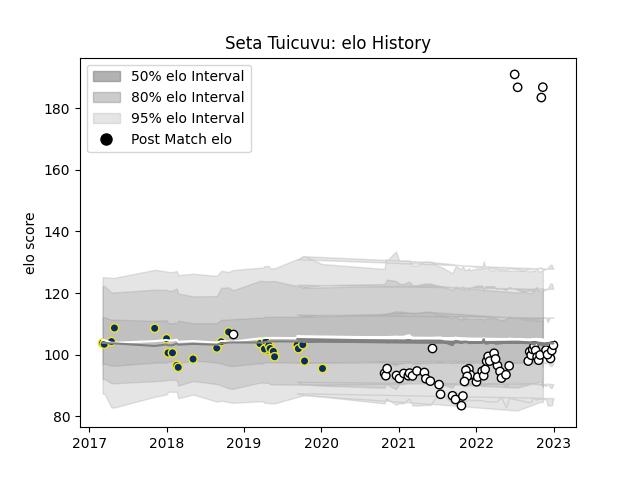 Seta Tuicuvu: elo History
50% elo Interval
80% elo Interval
95% elo Interval
Post Match elo
elo score
180
160
140
120
100
80
2017 2018 2019 2020 2021 2022 2023